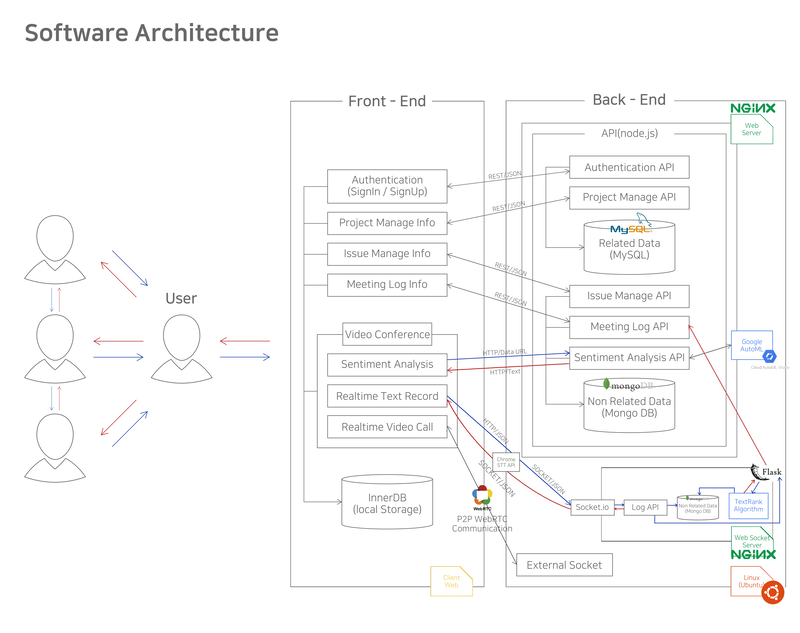 Software Architecture
Front - End
Back - End
NGINX
Web
Server
API(node.js)
Authentication
(SignIn / SignUp)
REST/JSON
Authentication API
Project Manage Info
REST/JSON
Project Manage API
MySQL
Related Data
(MySQL)
Issue Manage Info
REST/JSON
Meeting Log Info
REST/JSON
Issue Manage API
User
Meeting Log API
Video Conference
Google
AutoML
Sentiment Analysis
HTTP/Data URL
HTTP/Text
Sentiment Analysis API
mongoDB
Realtime Text Record
Non Related Data
(Mongo DB)
Realtime Video Call
HTTP/JSON
Chrome
STT API
SOCKET/JSON
SOCKET/JSON
Flask
InnerDB
(local Storage)
WebRTC
P2P WebRTC
Communication
Socket.io
Log API
Non Related Data
(Mongo DB)
TextRank
Algorithm
Web Socket
Server
NGINX
External Socket
Client
Web
Linux
(Ubuntu)